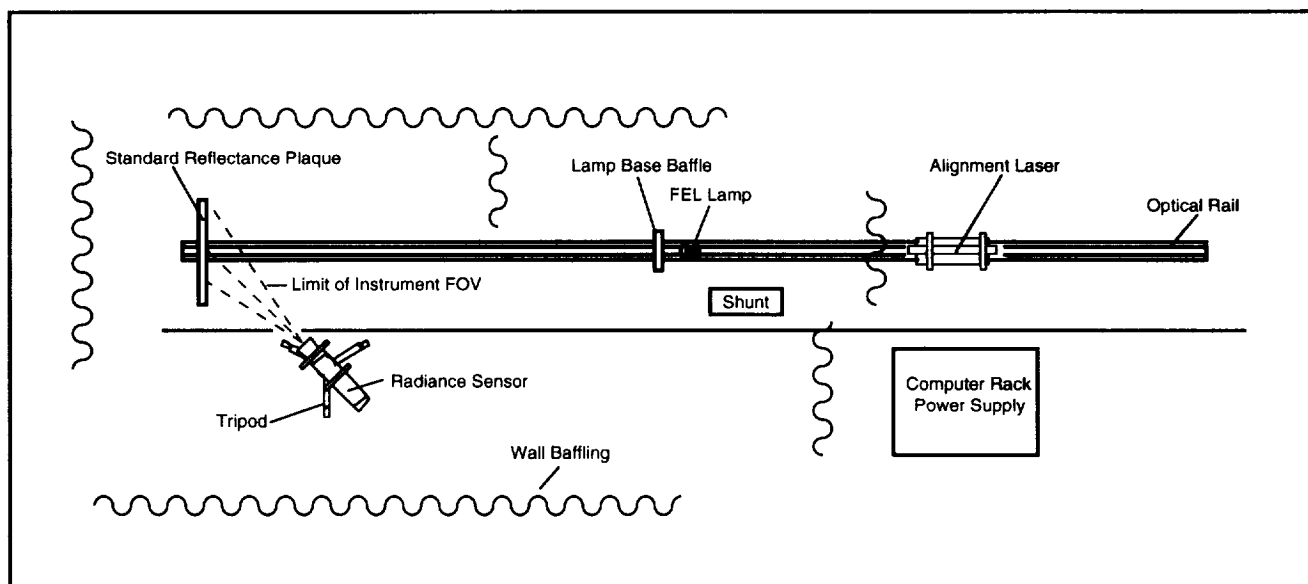 Standard Reflectance Plaque
Lamp Base Baffle
FEL Lamp
Alignment Laser
Optical Rail
Limit of Instrument FOV
Shunt
Radiance Sensor
Tripod
Computer Rack
Power Supply
Wall Baffling